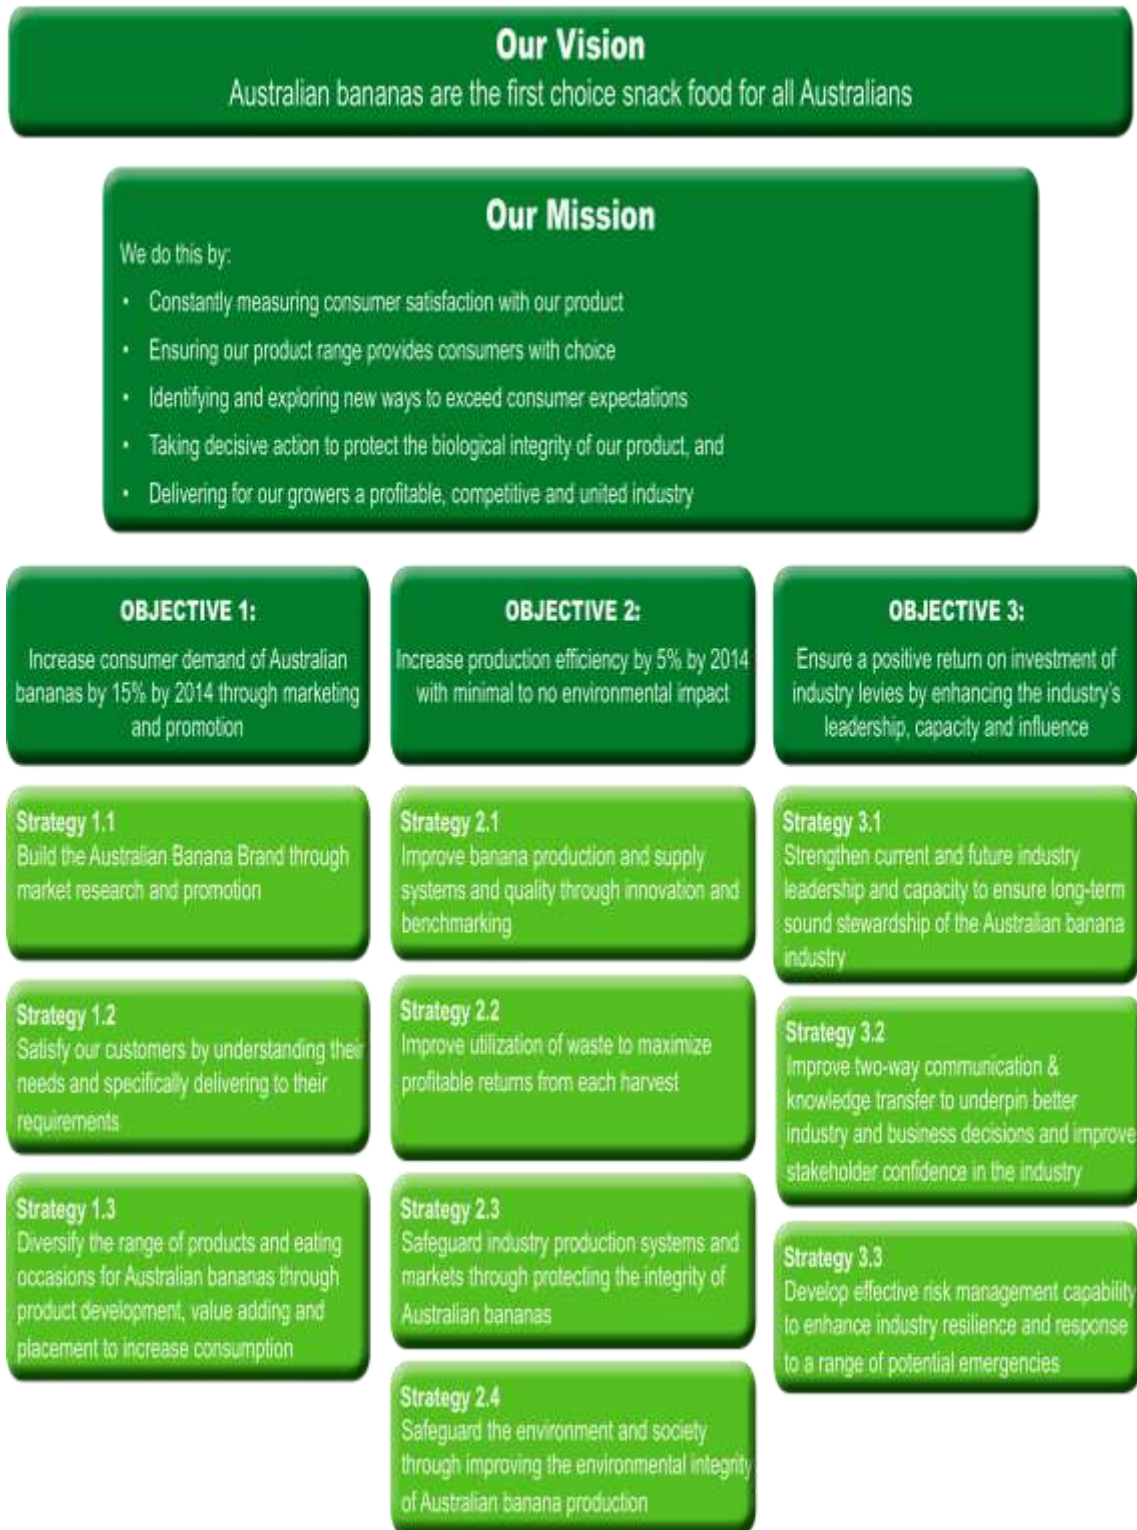 Our Vision
Australian bananas are the first choice snack food for all Australians
Our Mission
We do this by:
• Constantly measuring consumer satisfaction with our product
• Ensuring our product range provides consumers with choice
• Identifying and exploring new ways to exceed consumer expectations
• Taking decisive action to protect the biological integrity of our product, and
• Delivering for our growers a profitable, competitive and united industry
OBJECTIVE 1:
Increase consumer demand of Australian
bananas by 15% by 2014 through marketing
and promotion
Strategy 1.1
Build the Australian Banana Brand through
market research and promotion
Strategy 1.2
Satisfy our customers by understanding their
needs and specifically delivering to their
requirements
Strategy 1.3
Diversify the range of products and eating
occasions for Australian bananas through
product development, value adding and
placement to increase consumption
OBJECTIVE 2:
Increase production efficiency by 5% by 2014
with minimal to no environmental impact
Strategy 2.1
Improve banana production and supply
systems and quality through innovation and
benchmarking
Strategy 2.2
Improve utilization of waste to maximize
profitable returns from each harvest
Strategy 2.3
Safeguard industry production systems and
markets through protecting the integrity of
Australian bananas
Strategy 2.4
Safeguard the environment and society
through improving the environmental integrity
of Australian banana production
OBJECTIVE 3:
Ensure a positive return on investment of
industry levies by enhancing the industry's
leadership, capacity and influence
Strategy 3.1
Strengthen current and future industry
leadership and capacity to ensure long-term
sound stewardship of the Australian banana
industry
Strategy 3.2
Improve two-way communication &
knowledge transfer to underpin better
industry and business decisions and improve
stakeholder confidence in the industry
Strategy 3.3
Develop effective risk management capability
to enhance industry resilience and response
to a range of potential emergencies